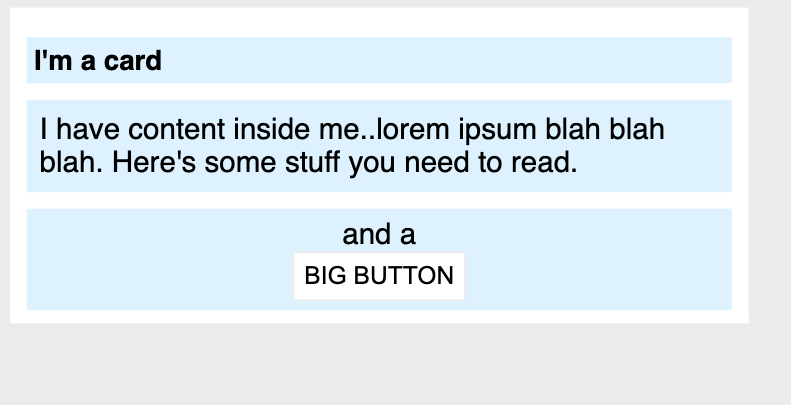 I'm a card
I have content inside me..lorem ipsum blah blah
blah. Here's some stuff you need to read.
and a
BIG BUTTON